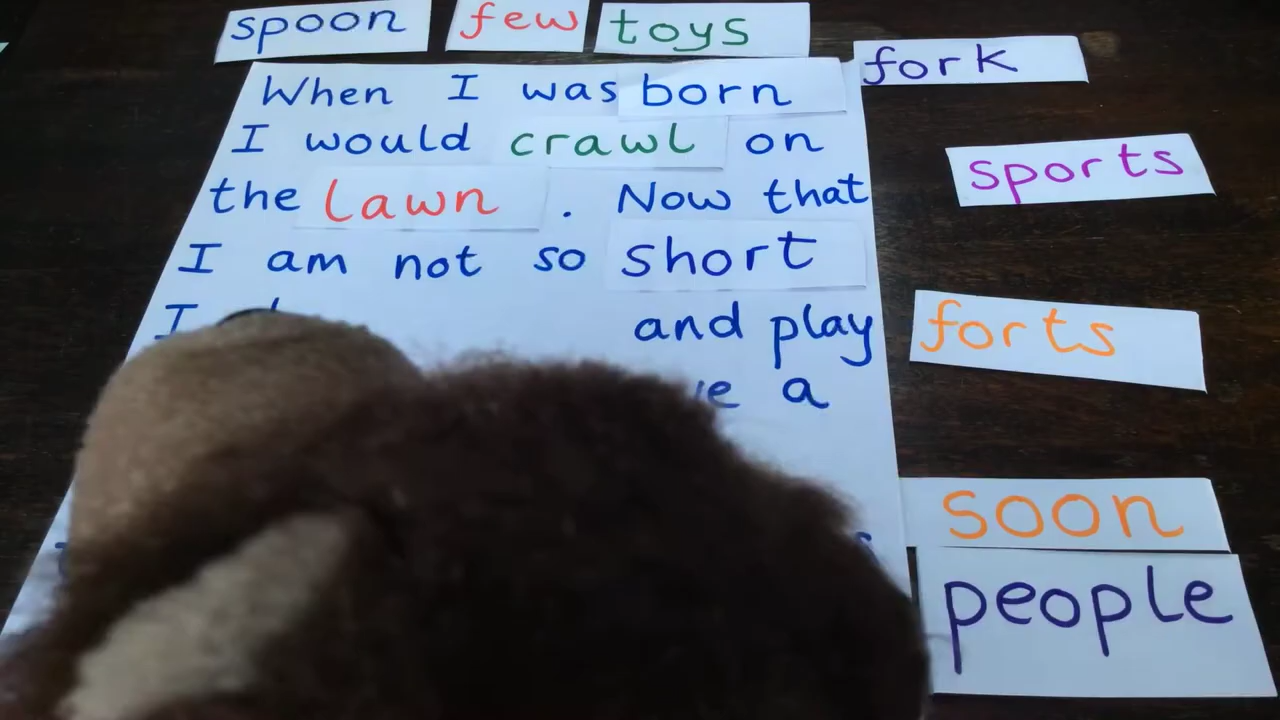 spoon few toys
fork
When I was born
I would crawl on
the lawn . Now that
I am not so short
I and play
a
sports
forts
soon
people